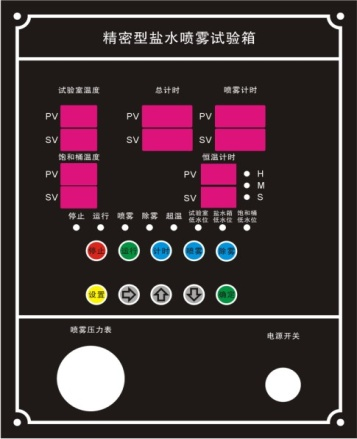 精密型盐水喷雾试验箱
试验室温度 总计时 喷雾计时
PV PV PV
SV SV SV
饱和桶温度 恒温计时
PV PV H
M
SV SV S
停止 运行 喷雾 除雾 超温 试验室低水位 盐水箱低水位 饱和桶低水位
停止 运行 计时 喷雾 除雾
设置 确定
喷雾压力表 电源开关